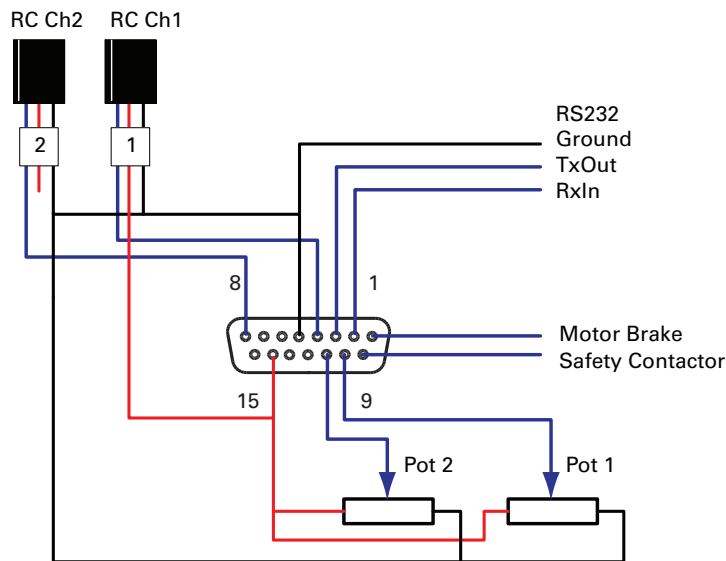 RC Ch2
RC Ch1
2
1
RS232
Ground
TxOut
RxIn
8
1
Motor Brake
Safety Contactor
15
9
Pot 2
Pot 1